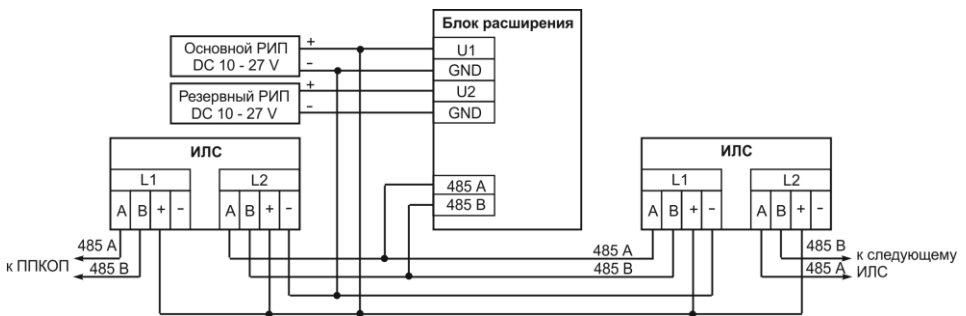 Блок расширения
Основной РИП
DC 10 - 27 V
+
-
U1
GND
Резервный РИП
DC 10 - 27 V
+
-
U2
GND
485 A
485 B
ИЛС
L1
L2
A B + -
A B + -
ИЛС
L1
L2
A B + -
A B + -
485 A
к ППКОП
485 B
485 A
485 B
485 B
к следующему
485 A
ИЛС